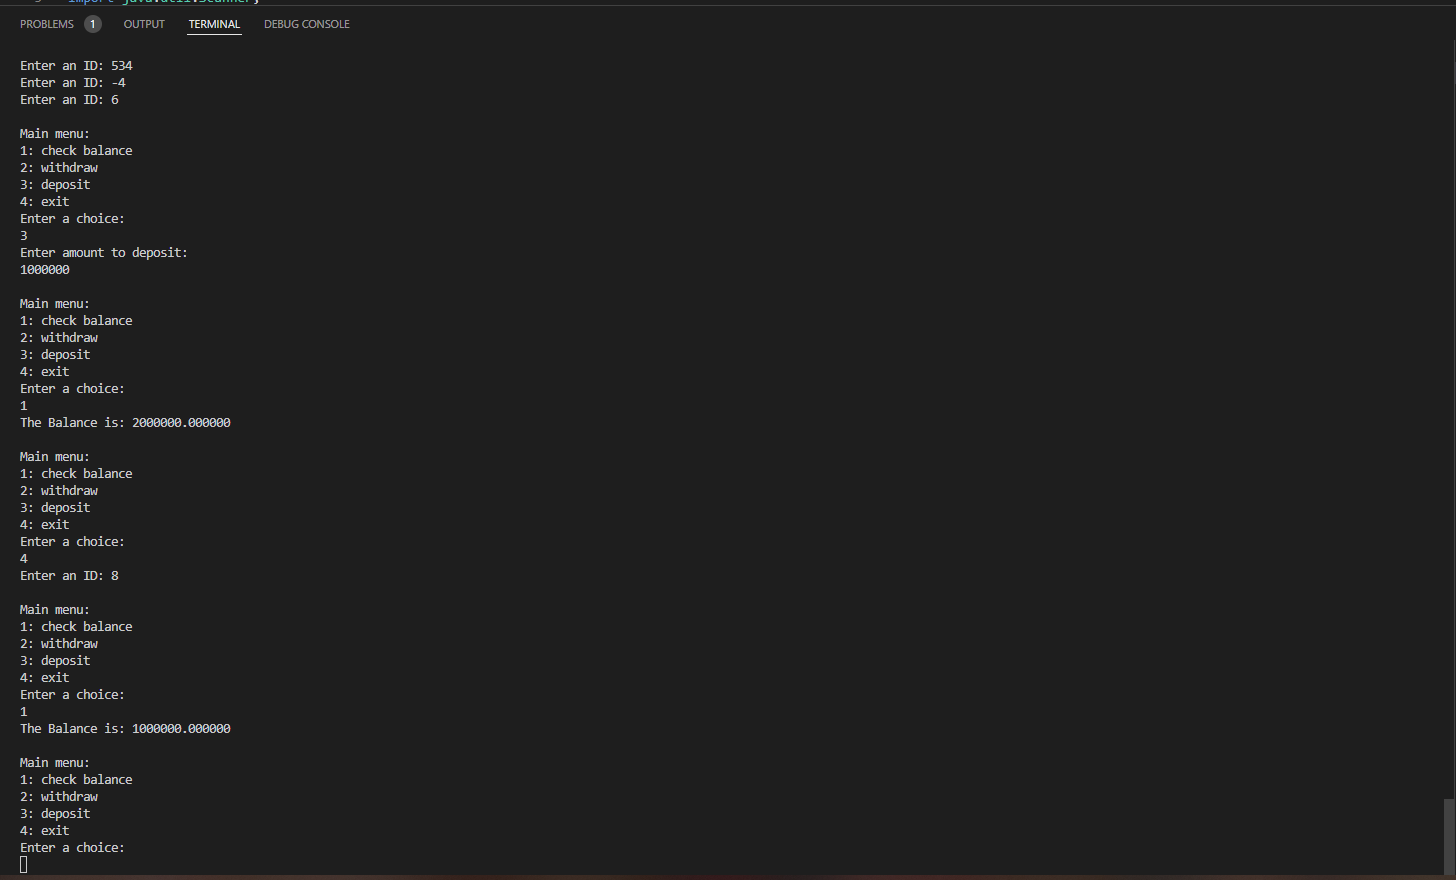 import java.util.Scanner;
PROBLEMS 1 OUTPUT TERMINAL DEBUG CONSOLE
Enter an ID: 534
Enter an ID: -4
Enter an ID: 6
Main menu:
1: check balance
2: withdraw
3: deposit
4: exit
Enter a choice:
3
Enter amount to deposit:
1000000
Main menu:
1: check balance
2: withdraw
3: deposit
4: exit
Enter a choice:
1
The Balance is: 2000000.000000
Main menu:
1: check balance
2: withdraw
3: deposit
4: exit
Enter a choice:
4
Enter an ID: 8
Main menu:
1: check balance
2: withdraw
3: deposit
4: exit
Enter a choice:
1
The Balance is: 1000000.000000
Main menu:
1: check balance
2: withdraw
3: deposit
4: exit
Enter a choice: